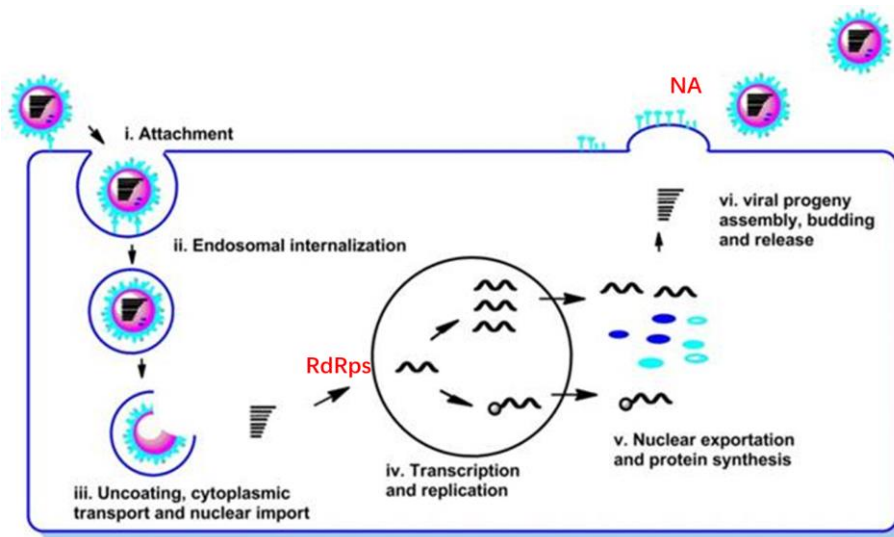 NA
i. Attachment
ii. Endosomal internalization
vi. viral progeny
assembly, budding
and release
RdRps
iii. Uncoating, cytoplasmic
transport and nuclear import
iv. Transcription
and replication
v. Nuclear exportation
and protein synthesis